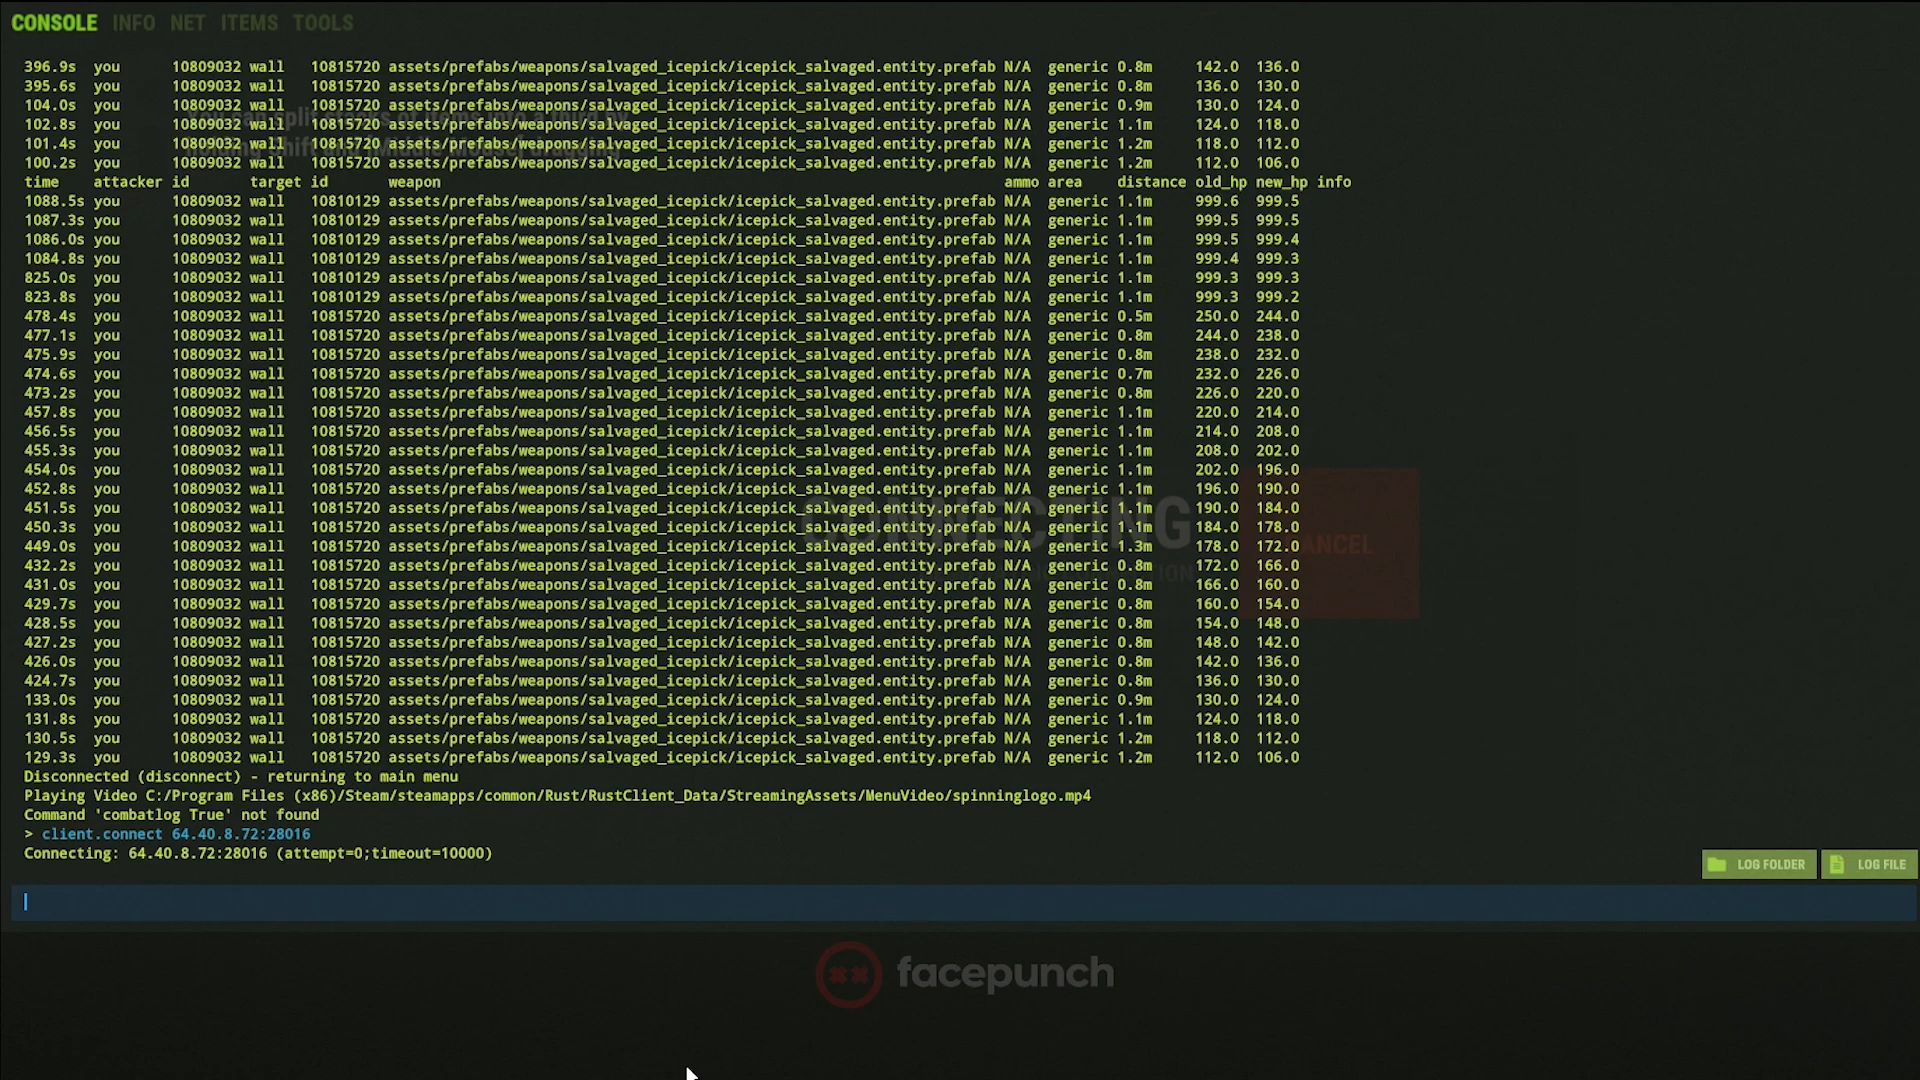 CONSOLE INFO NET ITEMS TOOLS
396.9s you 10809032 wall 10815720 assets/prefabs/weapons/salvaged_icepick/icepick_salvaged.entity.prefab N/A generic 0.8m 142.0 136.0
395.6s you 10809032 wall 10815720 assets/prefabs/weapons/salvaged_icepick/icepick_salvaged.entity.prefab N/A generic 0.8m 136.0 130.0
104.0s you 10809032 wall 10815720 assets/prefabs/weapons/salvaged_icepick/icepick_salvaged.entity.prefab N/A generic 0.9m 130.0 124.0
You can split stacks of items into a third by
102.8s you 10809032 wall 10815720 assets/prefabs/weapons/salvaged_icepick/icepick_salvaged.entity.prefab N/A generic 1.1m 124.0 118.0
101.4s you 10809032 wall 10815720 assets/prefabs/weapons/salvaged_icepick/icepick_salvaged.entity.prefab N/A generic 1.2m 118.0 112.0
holding Shift and [Middle Mouse] dragging
100.2s you 10809032 wall 10815720 assets/prefabs/weapons/salvaged_icepick/icepick_salvaged.entity.prefab N/A generic 1.2m 112.0 106.0
time attacker id target id weapon ammo area distance old_hp new_hp info
1088.5s you 10809032 wall 10810129 assets/prefabs/weapons/salvaged_icepick/icepick_salvaged.entity.prefab N/A generic 1.1m 999.6 999.5
1087.3s you 10809032 wall 10810129 assets/prefabs/weapons/salvaged_icepick/icepick_salvaged.entity.prefab N/A generic 1.1m 999.5 999.5
1086.0s you 10809032 wall 10810129 assets/prefabs/weapons/salvaged_icepick/icepick_salvaged.entity.prefab N/A generic 1.1m 999.5 999.4
1084.8s you 10809032 wall 10810129 assets/prefabs/weapons/salvaged_icepick/icepick_salvaged.entity.prefab N/A generic 1.1m 999.4 999.3
825.0s you 10809032 wall 10810129 assets/prefabs/weapons/salvaged_icepick/icepick_salvaged.entity.prefab N/A generic 1.1m 999.3 999.3
823.8s you 10809032 wall 10810129 assets/prefabs/weapons/salvaged_icepick/icepick_salvaged.entity.prefab N/A generic 1.1m 999.3 999.2
478.4s you 10809032 wall 10815720 assets/prefabs/weapons/salvaged_icepick/icepick_salvaged.entity.prefab N/A generic 0.5m 250.0 244.0
477.1s you 10809032 wall 10815720 assets/prefabs/weapons/salvaged_icepick/icepick_salvaged.entity.prefab N/A generic 0.8m 244.0 238.0
475.9s you 10809032 wall 10815720 assets/prefabs/weapons/salvaged_icepick/icepick_salvaged.entity.prefab N/A generic 0.8m 238.0 232.0
474.6s you 10809032 wall 10815720 assets/prefabs/weapons/salvaged_icepick/icepick_salvaged.entity.prefab N/A generic 0.7m 232.0 226.0
473.2s you 10809032 wall 10815720 assets/prefabs/weapons/salvaged_icepick/icepick_salvaged.entity.prefab N/A generic 0.8m 226.0 220.0
457.8s you 10809032 wall 10815720 assets/prefabs/weapons/salvaged_icepick/icepick_salvaged.entity.prefab N/A generic 1.1m 220.0 214.0
456.5s you 10809032 wall 10815720 assets/prefabs/weapons/salvaged_icepick/icepick_salvaged.entity.prefab N/A generic 1.1m 214.0 208.0
455.3s you 10809032 wall 10815720 assets/prefabs/weapons/salvaged_icepick/icepick_salvaged.entity.prefab N/A generic 1.1m 208.0 202.0
454.0s you 10809032 wall 10815720 assets/prefabs/weapons/salvaged_icepick/icepick_salvaged.entity.prefab N/A generic 1.1m 202.0 196.0
452.8s you 10809032 wall 10815720 assets/prefabs/weapons/salvaged_icepick/icepick_salvaged.entity.prefab N/A generic 1.1m 196.0 190.0
451.5s you 10809032 wall 10815720 assets/prefabs/weapons/salvaged_icepick/icepick_salvaged.entity.prefab N/A generic 1.1m 190.0 184.0
CONNECTING
450.3s you 10809032 wall 10815720 assets/prefabs/weapons/salvaged_icepick/icepick_salvaged.entity.prefab N/A generic 1.1m 184.0 178.0
449.0s you 10809032 wall 10815720 assets/prefabs/weapons/salvaged_icepick/icepick_salvaged.entity.prefab N/A generic 1.3m 178.0 172.0
CANCEL
432.2s you 10809032 wall 10815720 assets/prefabs/weapons/salvaged_icepick/icepick_salvaged.entity.prefab N/A generic 0.8m 172.0 166.0
431.0s you 10809032 wall 10815720 assets/prefabs/weapons/salvaged_icepick/icepick_salvaged.entity.prefab N/A generic 0.8m 166.0 160.0
429.7s you 10809032 wall 10815720 assets/prefabs/weapons/salvaged_icepick/icepick_salvaged.entity.prefab N/A generic 0.8m 160.0 154.0
428.5s you 10809032 wall 10815720 assets/prefabs/weapons/salvaged_icepick/icepick_salvaged.entity.prefab N/A generic 0.8m 154.0 148.0
427.2s you 10809032 wall 10815720 assets/prefabs/weapons/salvaged_icepick/icepick_salvaged.entity.prefab N/A generic 0.8m 148.0 142.0
426.0s you 10809032 wall 10815720 assets/prefabs/weapons/salvaged_icepick/icepick_salvaged.entity.prefab N/A generic 0.8m 142.0 136.0
424.7s you 10809032 wall 10815720 assets/prefabs/weapons/salvaged_icepick/icepick_salvaged.entity.prefab N/A generic 0.8m 136.0 130.0
133.0s you 10809032 wall 10815720 assets/prefabs/weapons/salvaged_icepick/icepick_salvaged.entity.prefab N/A generic 0.9m 130.0 124.0
131.8s you 10809032 wall 10815720 assets/prefabs/weapons/salvaged_icepick/icepick_salvaged.entity.prefab N/A generic 1.1m 124.0 118.0
130.5s you 10809032 wall 10815720 assets/prefabs/weapons/salvaged_icepick/icepick_salvaged.entity.prefab N/A generic 1.2m 118.0 112.0
129.3s you 10809032 wall 10815720 assets/prefabs/weapons/salvaged_icepick/icepick_salvaged.entity.prefab N/A generic 1.2m 112.0 106.0
Disconnected (disconnect) - returning to main menu
Playing Video C:/Program Files (x86)/Steam/steamapps/common/Rust/RustClient_Data/StreamingAssets/MenuVideo/spinninglogo.mp4
Command 'combatlog True' not found
> client.connect 64.40.8.72:28016
Connecting: 64.40.8.72:28016 (attempt=0;timeout=10000)
LOG FOLDER LOG FILE
facepunch